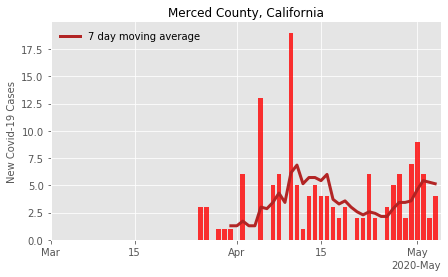 Merced County, California
7 day moving average
New Covid-19 Cases
17.5
15.0
12.5
10.0
7.5
5.0
2.5
0.0
Mar
15
Apr
15
May
2020-May